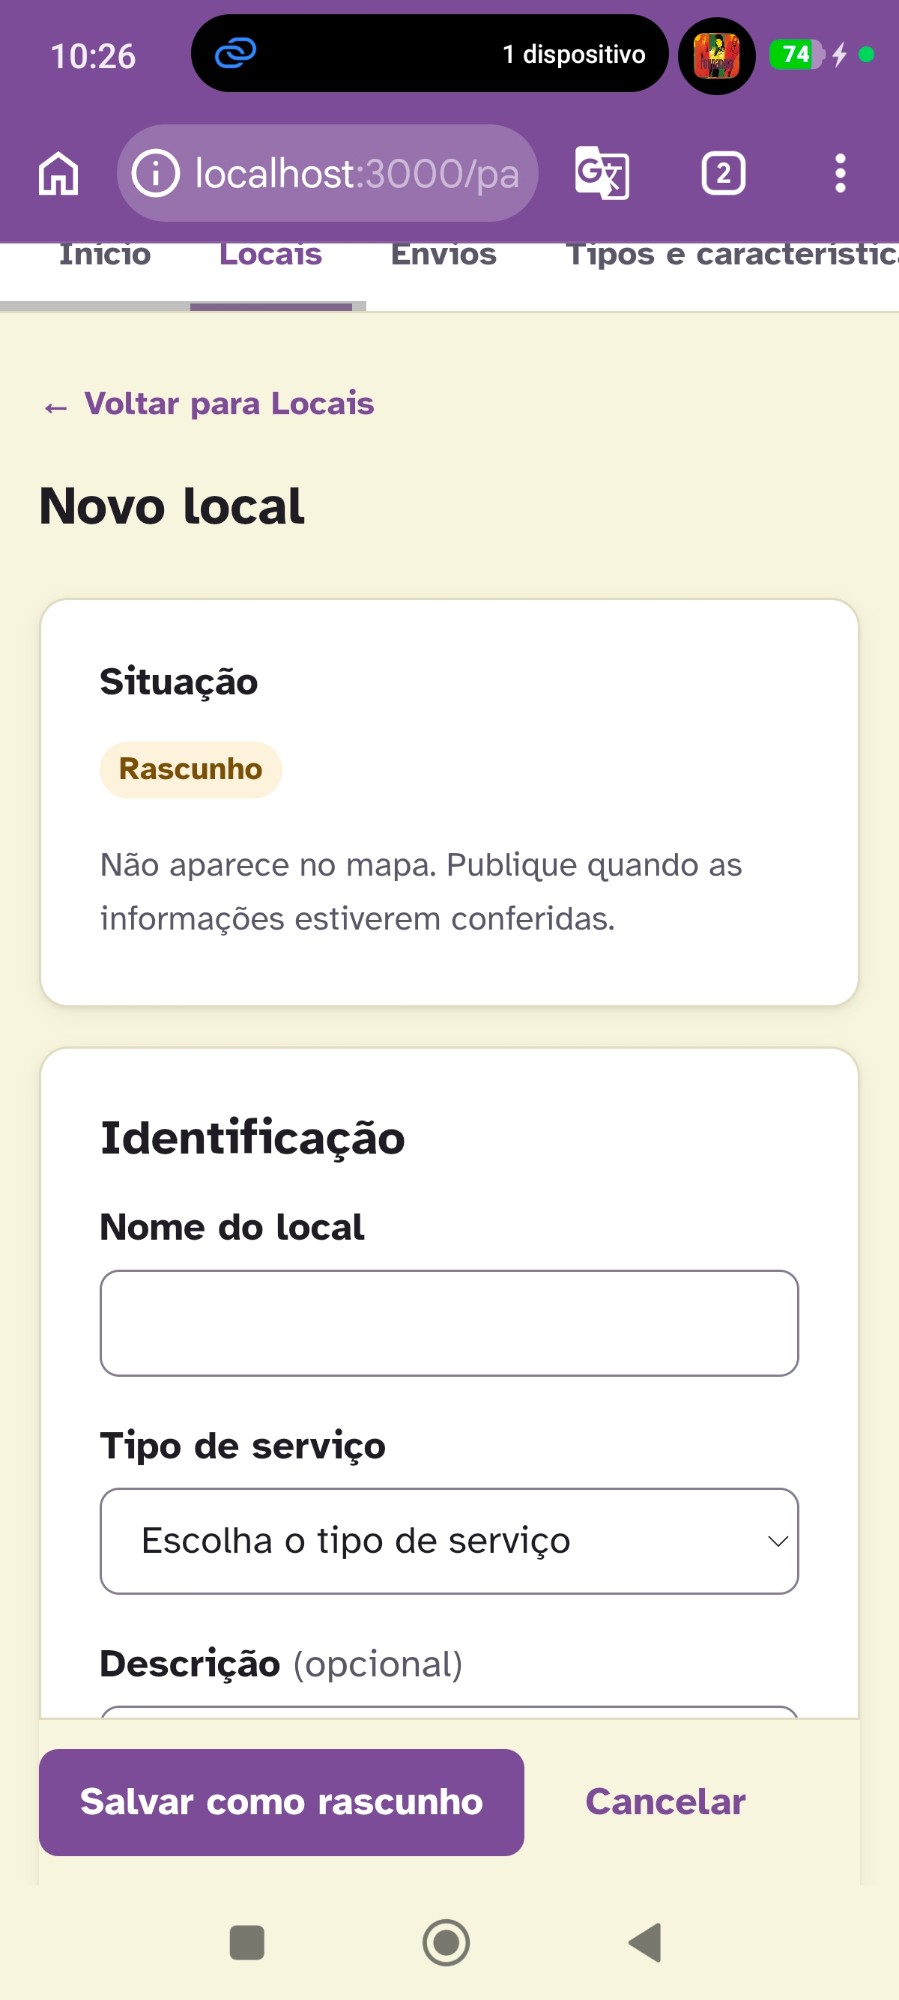 10:26
1 dispositivo
74
localhost:3000/pa
2
Início Locais Envios Tipos e característica
← Voltar para Locais
Novo local
Situação
Rascunho
Não aparece no mapa. Publique quando as
informações estiverem conferidas.
Identificação
Nome do local
Tipo de serviço
Escolha o tipo de serviço
Descrição (opcional)
Salvar como rascunho
Cancelar